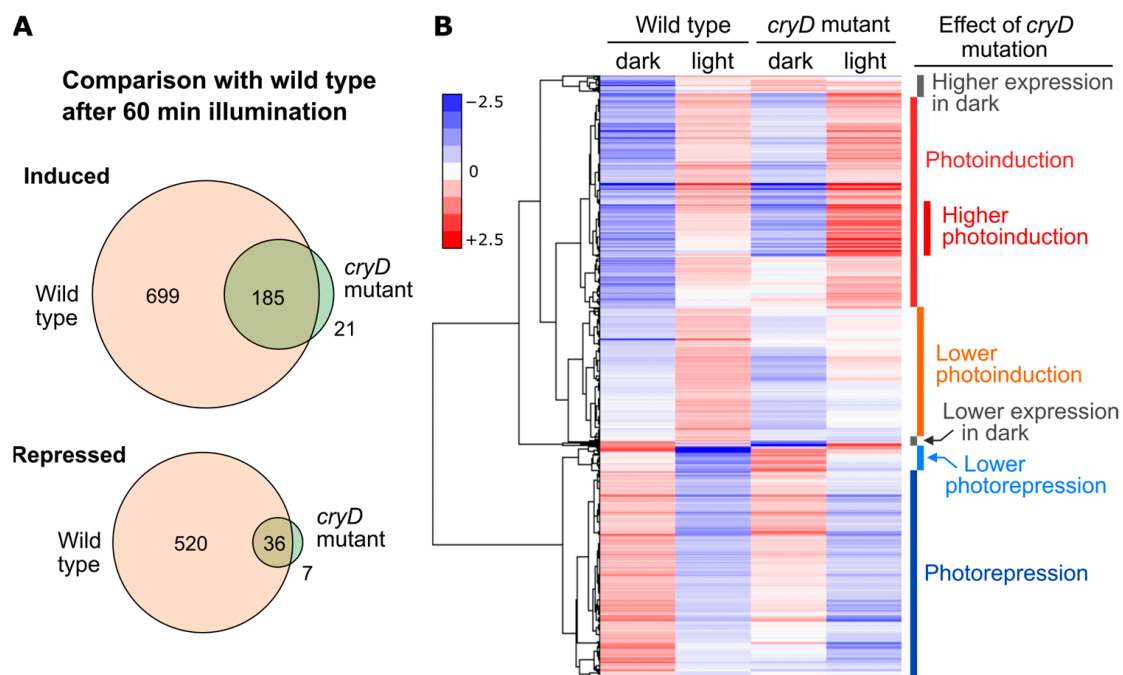 A
Comparison with wild type
after 60 min illumination
Induced
Wild
type
699
185
cryD
mutant
21
Repressed
Wild
type
520
36
cryD
mutant
7
B
Wild type
cryD mutant
Effect of cryD
mutation
dark
light
dark
light
−2.5
0
+2.5
Higher expression
in dark
Photoinduction
Higher
photoinduction
Lower
photoinduction
Lower expression
in dark
Lower
photorepression
Photorepression